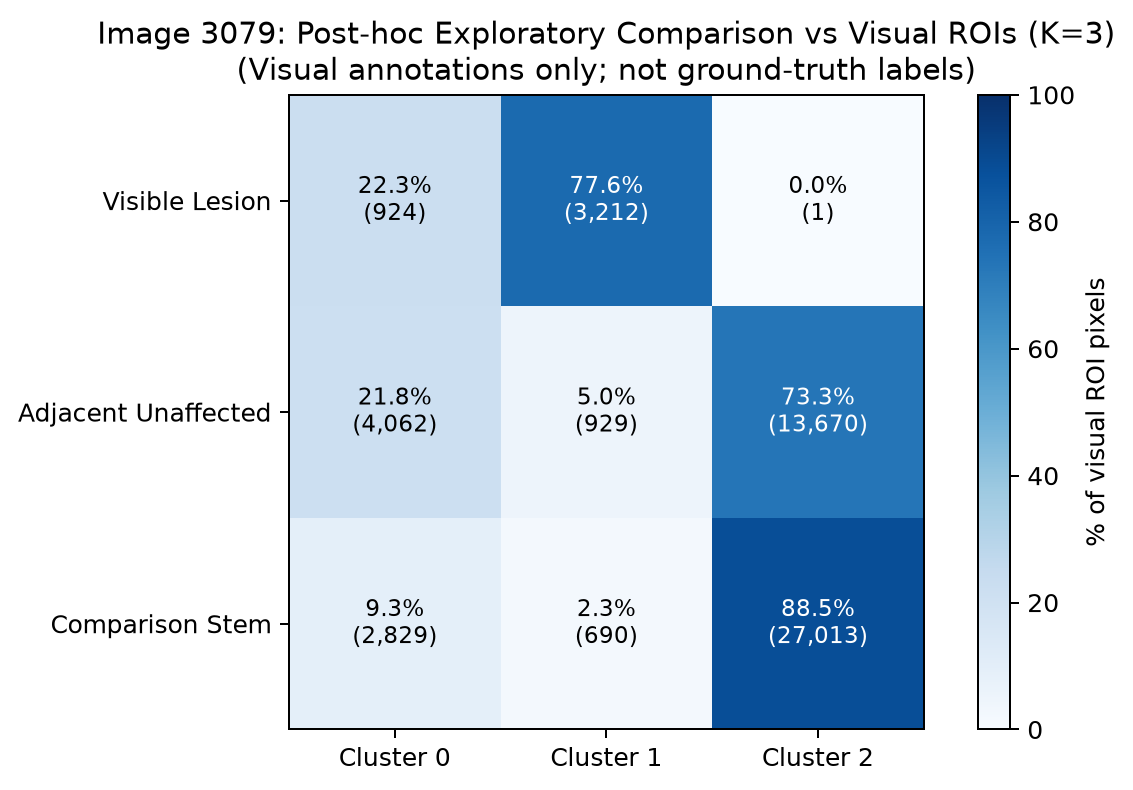 Image 3079: Post-hoc Exploratory Comparison vs Visual ROIs (K=3)
(Visual annotations only; not ground-truth labels)
Visible Lesion
22.3%
(924)
77.6%
(3,212)
0.0%
(1)
Adjacent Unaffected
21.8%
(4,062)
5.0%
(929)
73.3%
(13,670)
Comparison Stem
9.3%
(2,829)
2.3%
(690)
88.5%
(27,013)
Cluster 0
Cluster 1
Cluster 2
100
80
60
40
20
0
% of visual ROI pixels